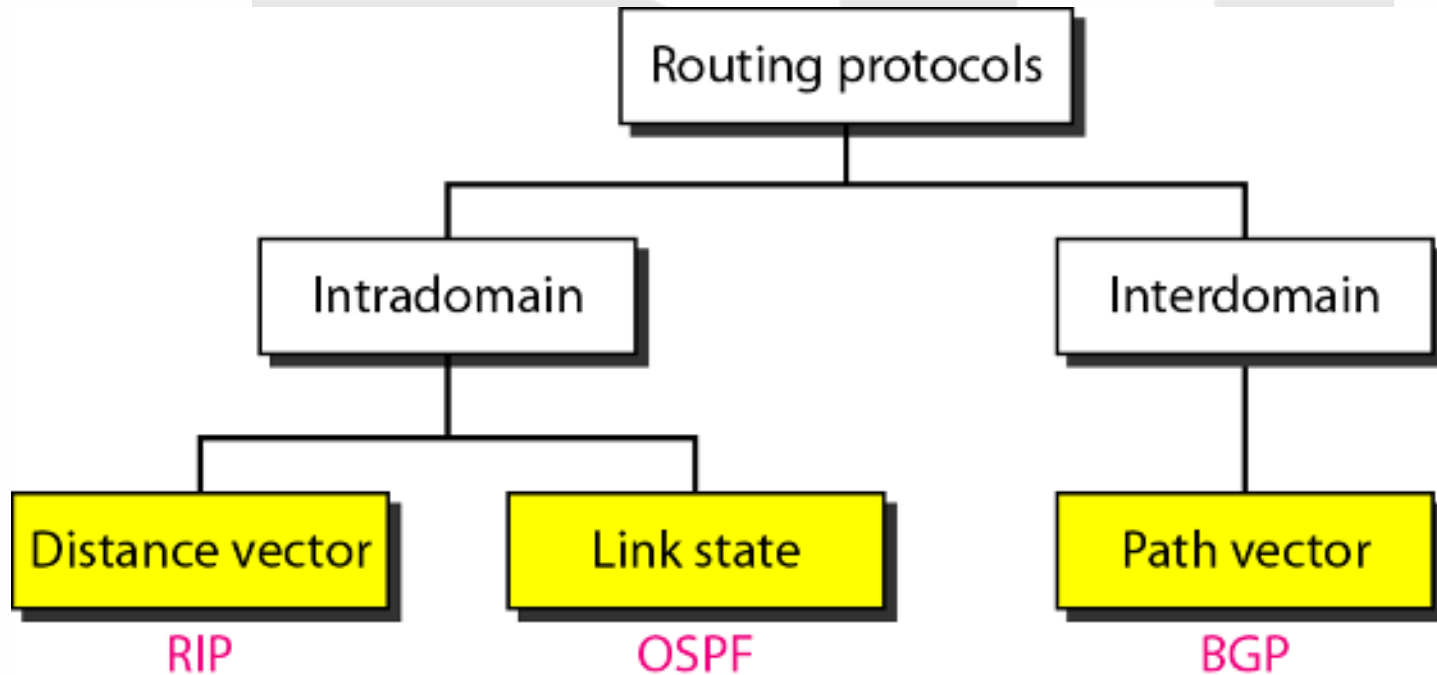 Routing protocols
Intradomain
Interdomain
Distance vector
Link state
Path vector
RIP
OSPF
BGP